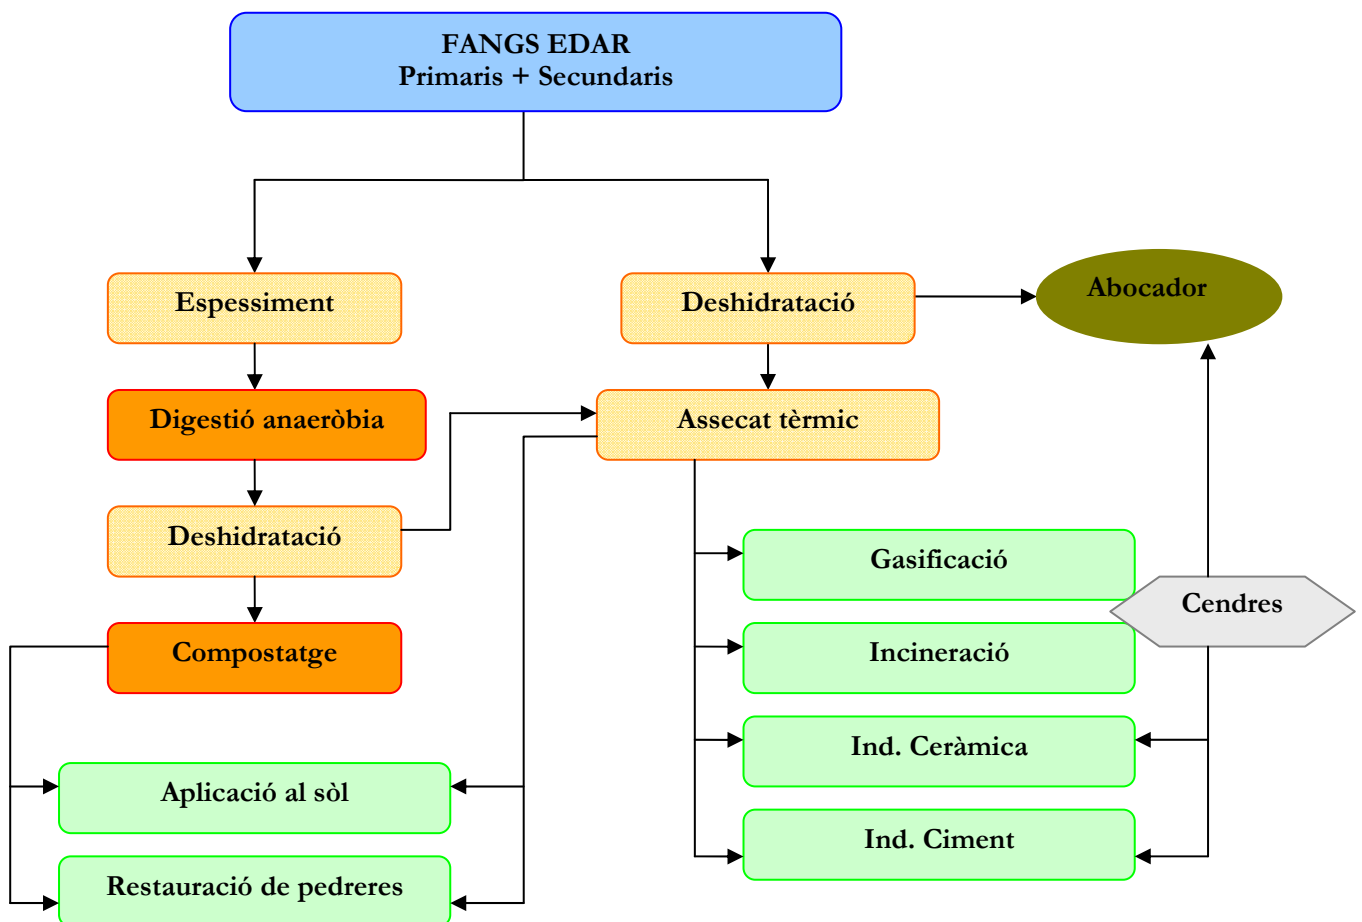 FANGS EDAR
Primaris + Secundaris
Espessiment
Deshidratació
Abocador
Digestió anaeròbia
Assecat tèrmic
Deshidratació
Gasificació
Cendres
Compostatge
Incineració
Ind. Ceràmica
Aplicació al sòl
Ind. Ciment
Restauració de pedreres